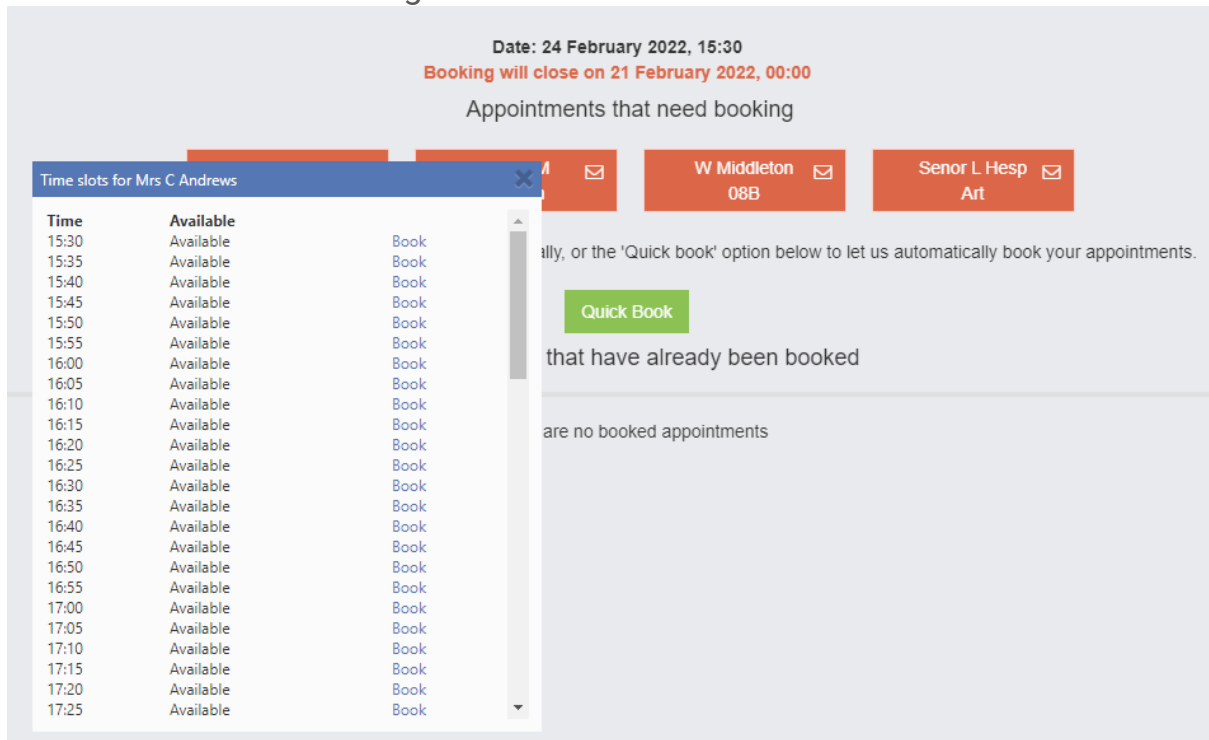 Date: 24 February 2022, 15:30
Booking will close on 21 February 2022, 00:00
Appointments that need booking
W Middleton
08B
Senor L Hesp
Art
Time slots for Mrs C Andrews
Time Available
15:30 Available Book
15:35 Available Book
15:40 Available Book
15:45 Available Book
15:50 Available Book
15:55 Available Book
16:00 Available Book
16:05 Available Book
16:10 Available Book
16:15 Available Book
16:20 Available Book
16:25 Available Book
16:30 Available Book
16:35 Available Book
16:40 Available Book
16:45 Available Book
16:50 Available Book
16:55 Available Book
17:00 Available Book
17:05 Available Book
17:10 Available Book
17:15 Available Book
17:20 Available Book
17:25 Available Book
or the 'Quick book' option below to let us automatically book your appointments.
Quick Book
that have already been booked
are no booked appointments